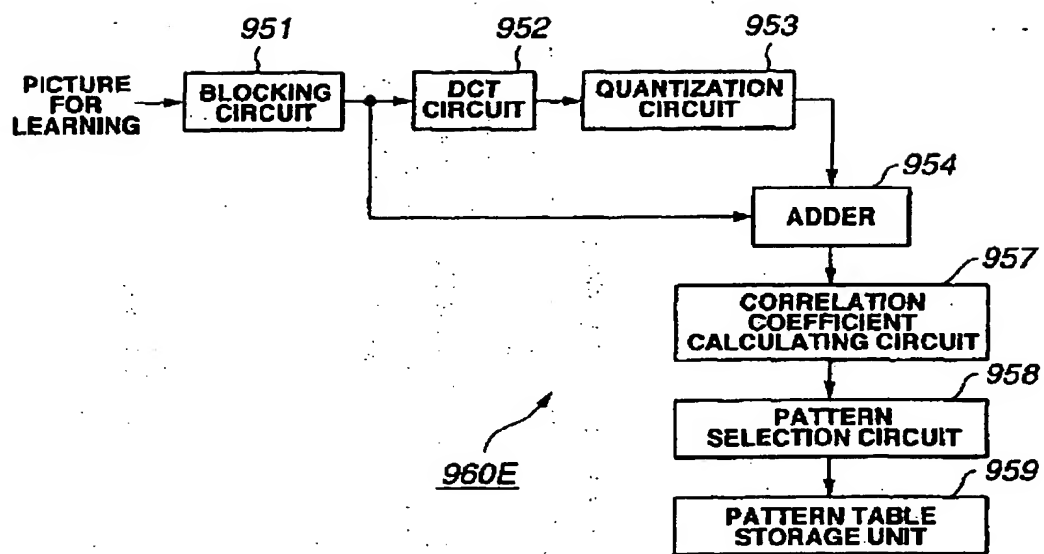 951
952
953
PICTURE
FOR
LEARNING
BLOCKING
CIRCUIT
DCT
CIRCUIT
QUANTIZATION
CIRCUIT
954
ADDER
957
CORRELATION
COEFFICIENT
CALCULATING CIRCUIT
958
PATTERN
SELECTION CIRCUIT
960E
959
PATTERN TABLE
STORAGE UNIT